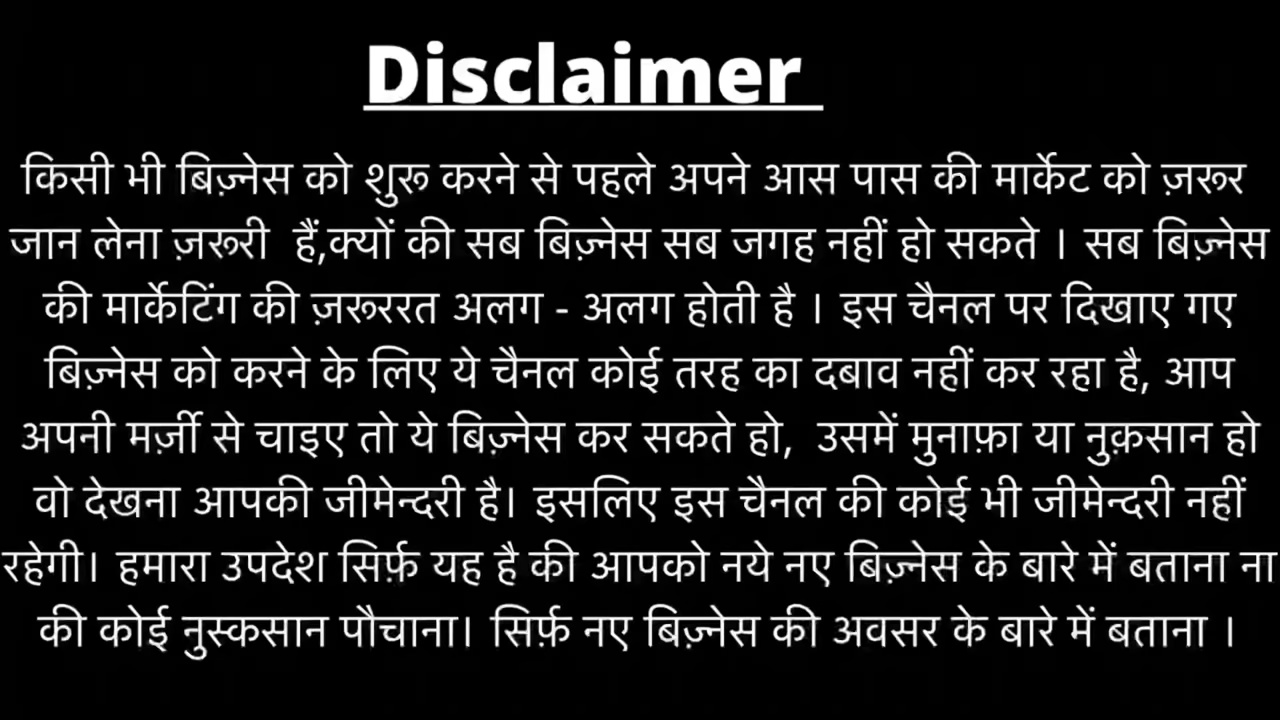 Disclaimer
किसी भी बिज़्नेस को शुरू करने से पहले अपने आस पास की मार्केट को ज़रूर
जान लेना ज़रूरी हैं,क्यों की सब बिज़्नेस सब जगह नहीं हो सकते । सब बिज़्नेस
की मार्केटिंग की ज़रूररत अलग - अलग होती है । इस चैनल पर दिखाए गए
बिज़्नेस को करने के लिए ये चैनल कोई तरह का दबाव नहीं कर रहा है, आप
अपनी मर्ज़ी से चाइए तो ये बिज़्नेस कर सकते हो, उसमें मुनाफ़ा या नुक़सान हो
वो देखना आपकी जीमेन्दरी है। इसलिए इस चैनल की कोई भी जीमेन्दरी नहीं
रहेगी। हमारा उपदेश सिर्फ़ यह है की आपको नये नए बिज़्नेस के बारे में बताना ना
की कोई नुस्कसान पौचाना। सिर्फ़ नए बिज़्नेस की अवसर के बारे में बताना ।